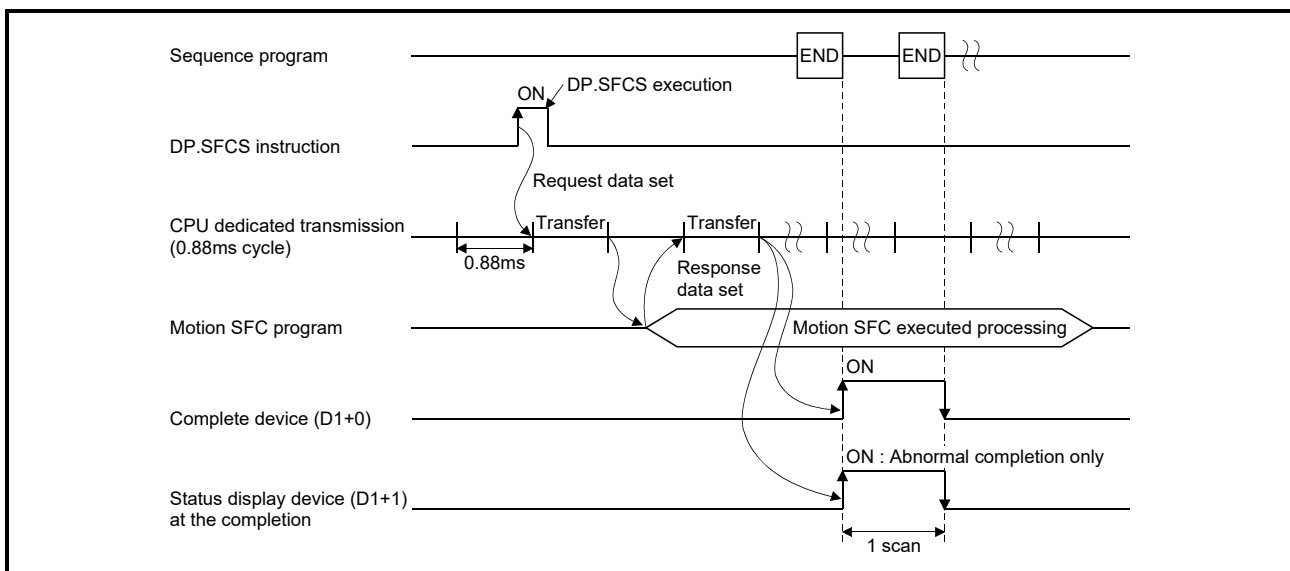 Sequence program
END
END
ON
DP.SFCS execution
DP.SFCS instruction
Request data set
CPU dedicated transmission
(0.88ms cycle)
Transfer
Transfer
0.88ms
Response
data set
Motion SFC program
Motion SFC executed processing
ON
Complete device (D1+0)
ON : Abnormal completion only
Status display device (D1+1)
at the completion
1 scan